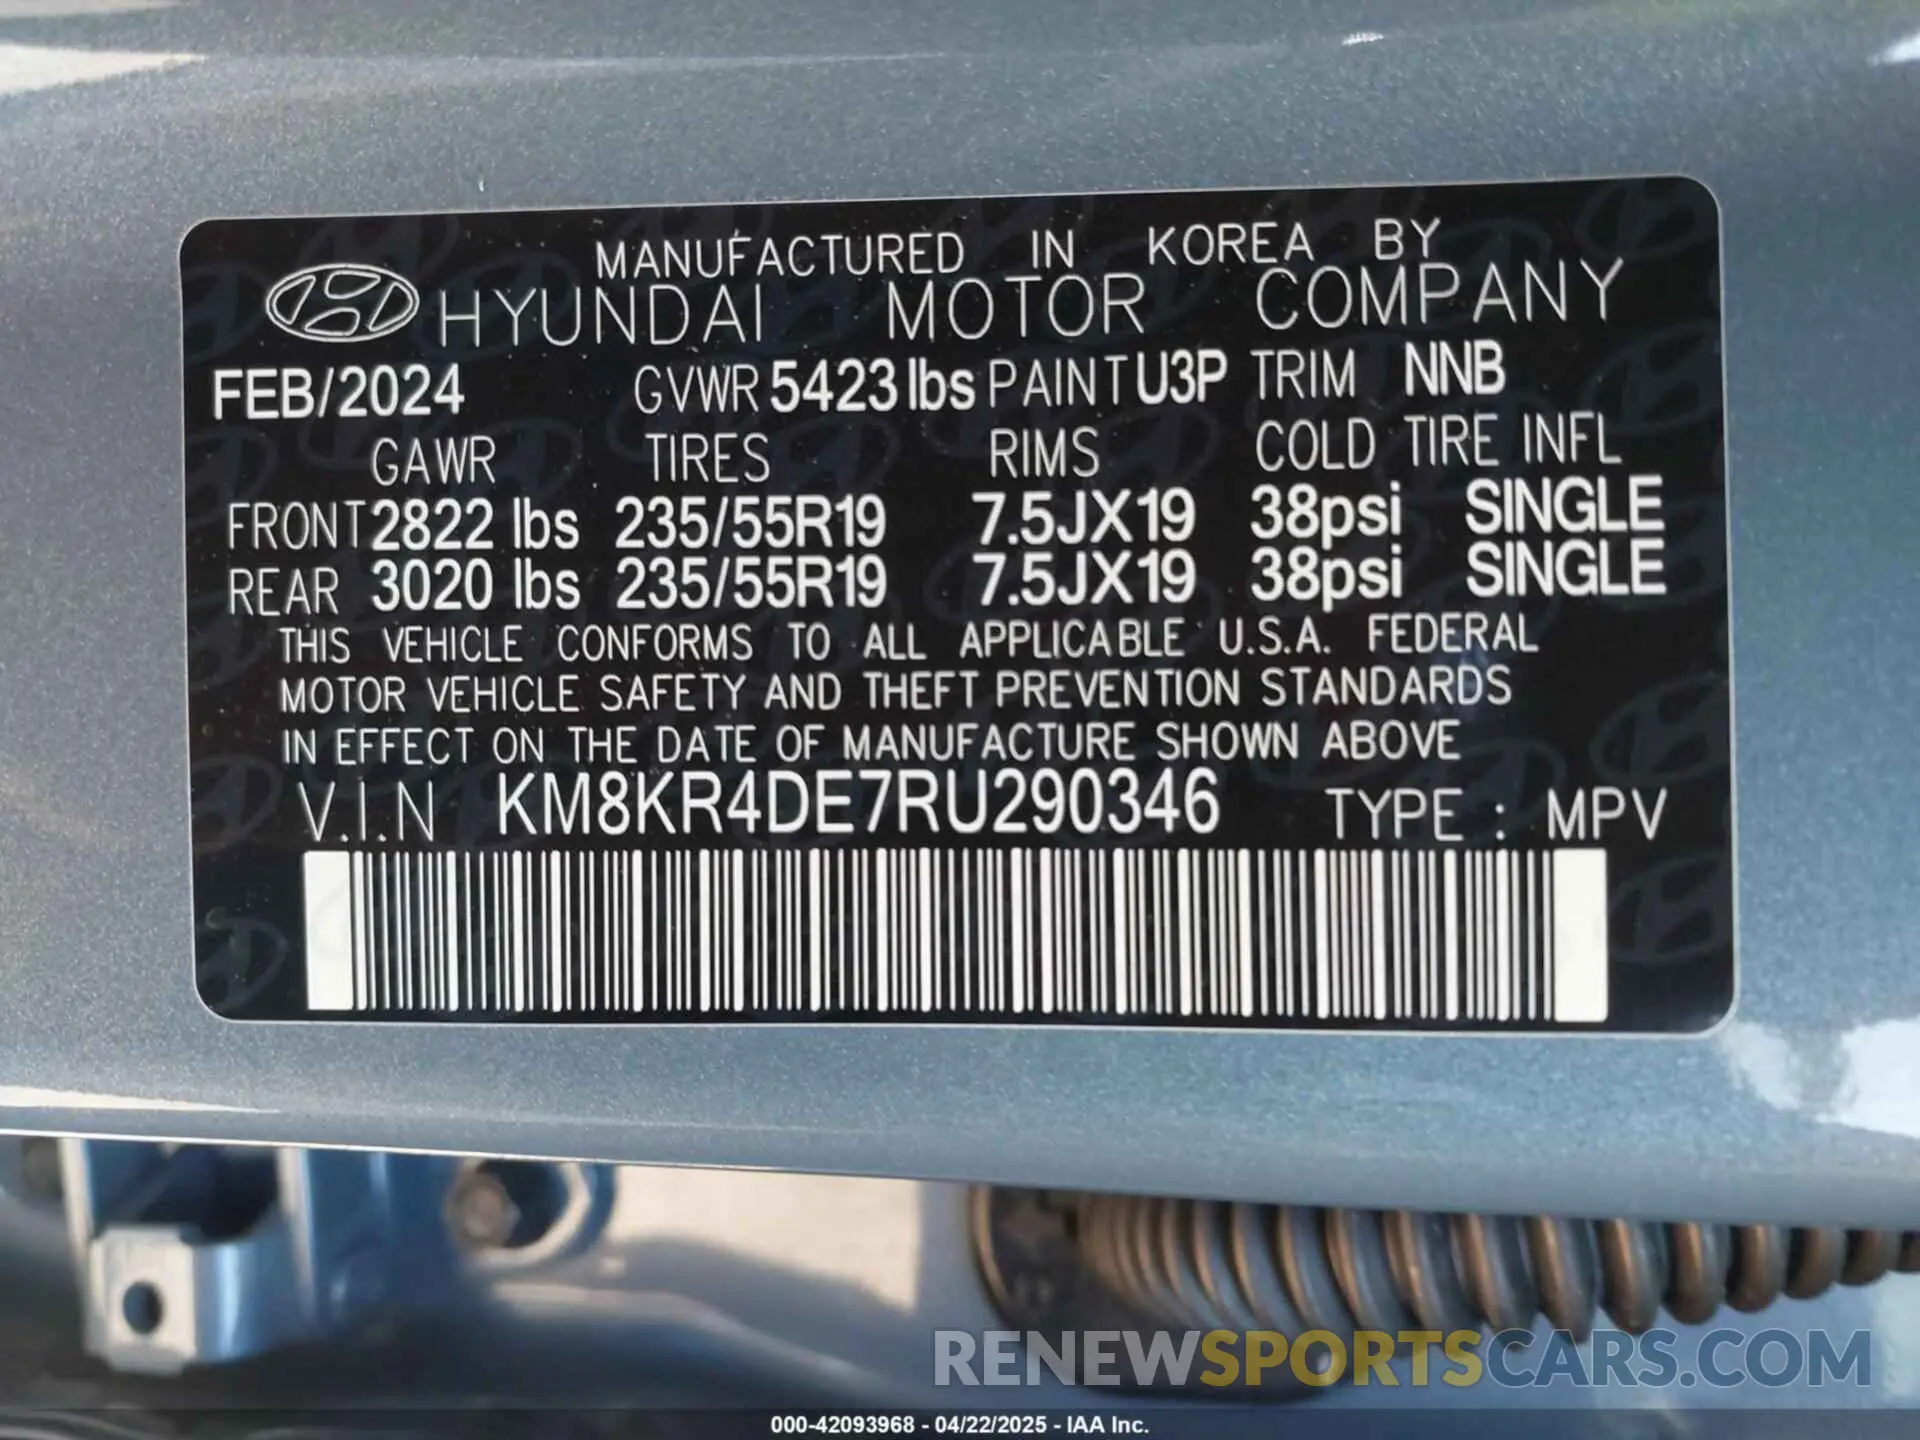 MANUFACTURED IN KOREA BY
HYUNDAI MOTOR COMPANY
FEB/2024 GVWR 5423 lbs PAINT U3P TRIM NNB
GAWR TIRES RIMS COLD TIRE INFL
FRONT 2822 lbs 235/55R19 7.5JX19 38psi SINGLE
REAR 3020 lbs 235/55R19 7.5JX19 38psi SINGLE
THIS VEHICLE CONFORMS TO ALL APPLICABLE U.S.A. FEDERAL
MOTOR VEHICLE SAFETY AND THEFT PREVENTION STANDARDS
IN EFFECT ON THE DATE OF MANUFACTURE SHOWN ABOVE
V.I.N KM8KR4DE7RU290346 TYPE : MPV
RENEWSPORTSCARS.COM
000-42093968 - 04/22/2025 - IAA Inc.